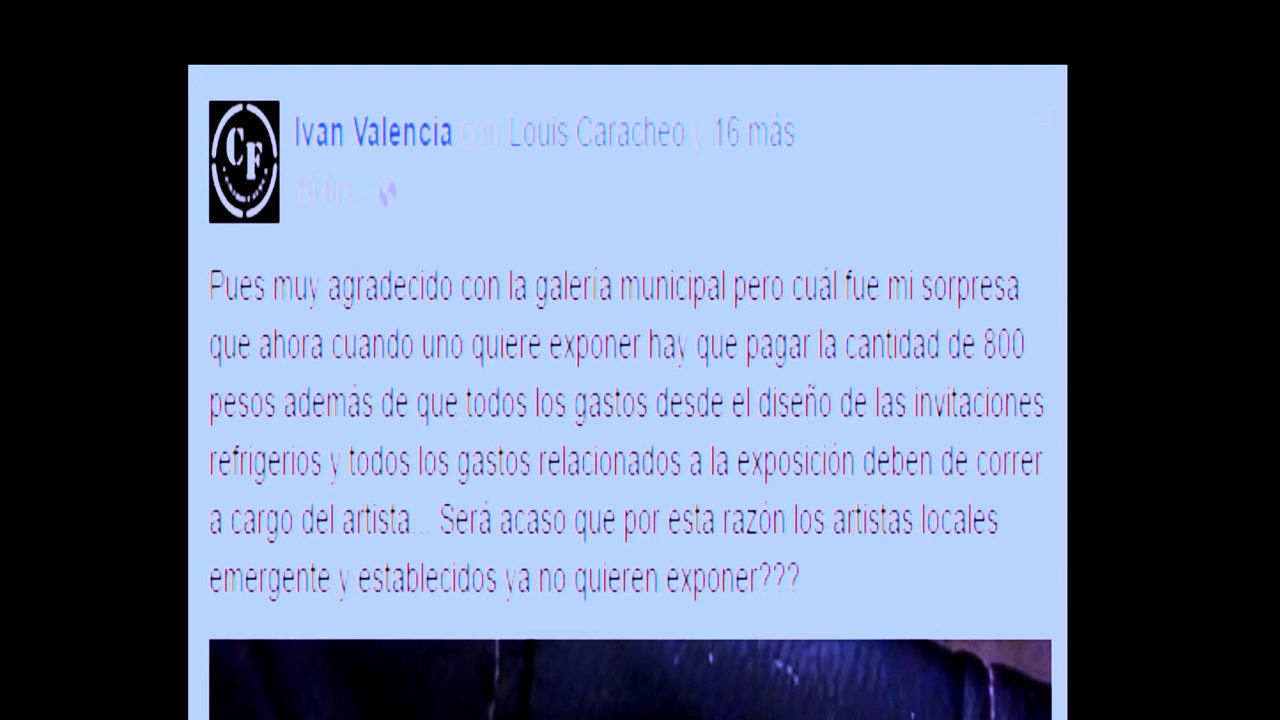 CF
Ivan Valencia con Louis Caracheo y 16 más
10 hrs
Pues muy agradecido con la galería municipal pero cuál fue mi sorpresa
que ahora cuando uno quiere exponer hay que pagar la cantidad de 800
pesos además de que todos los gastos desde el diseño de las invitaciones
refrigerios y todos los gastos relacionados a la exposición deben de correr
a cargo del artista... Será acaso que por esta razón los artistas locales
emergente y establecidos ya no quieren exponer???